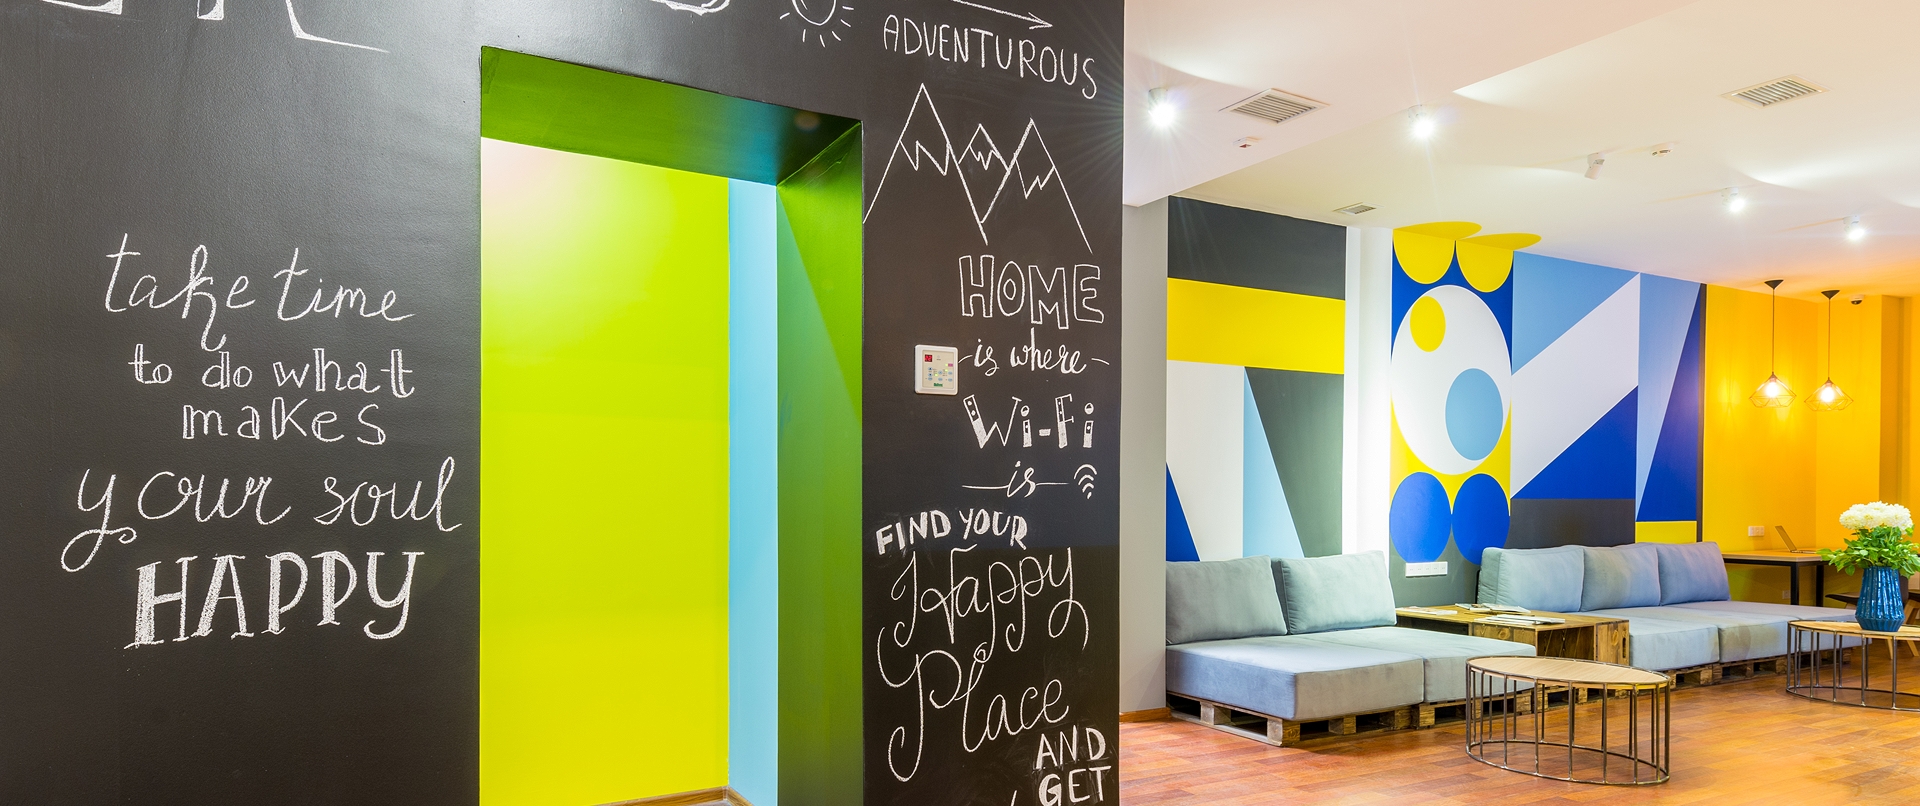 take time
to do what
makes
your soul
HAPPY
ADVENTUROUS
HOME
is where
Wi-Fi
is
FIND YOUR
Happy
Place
AND
GET